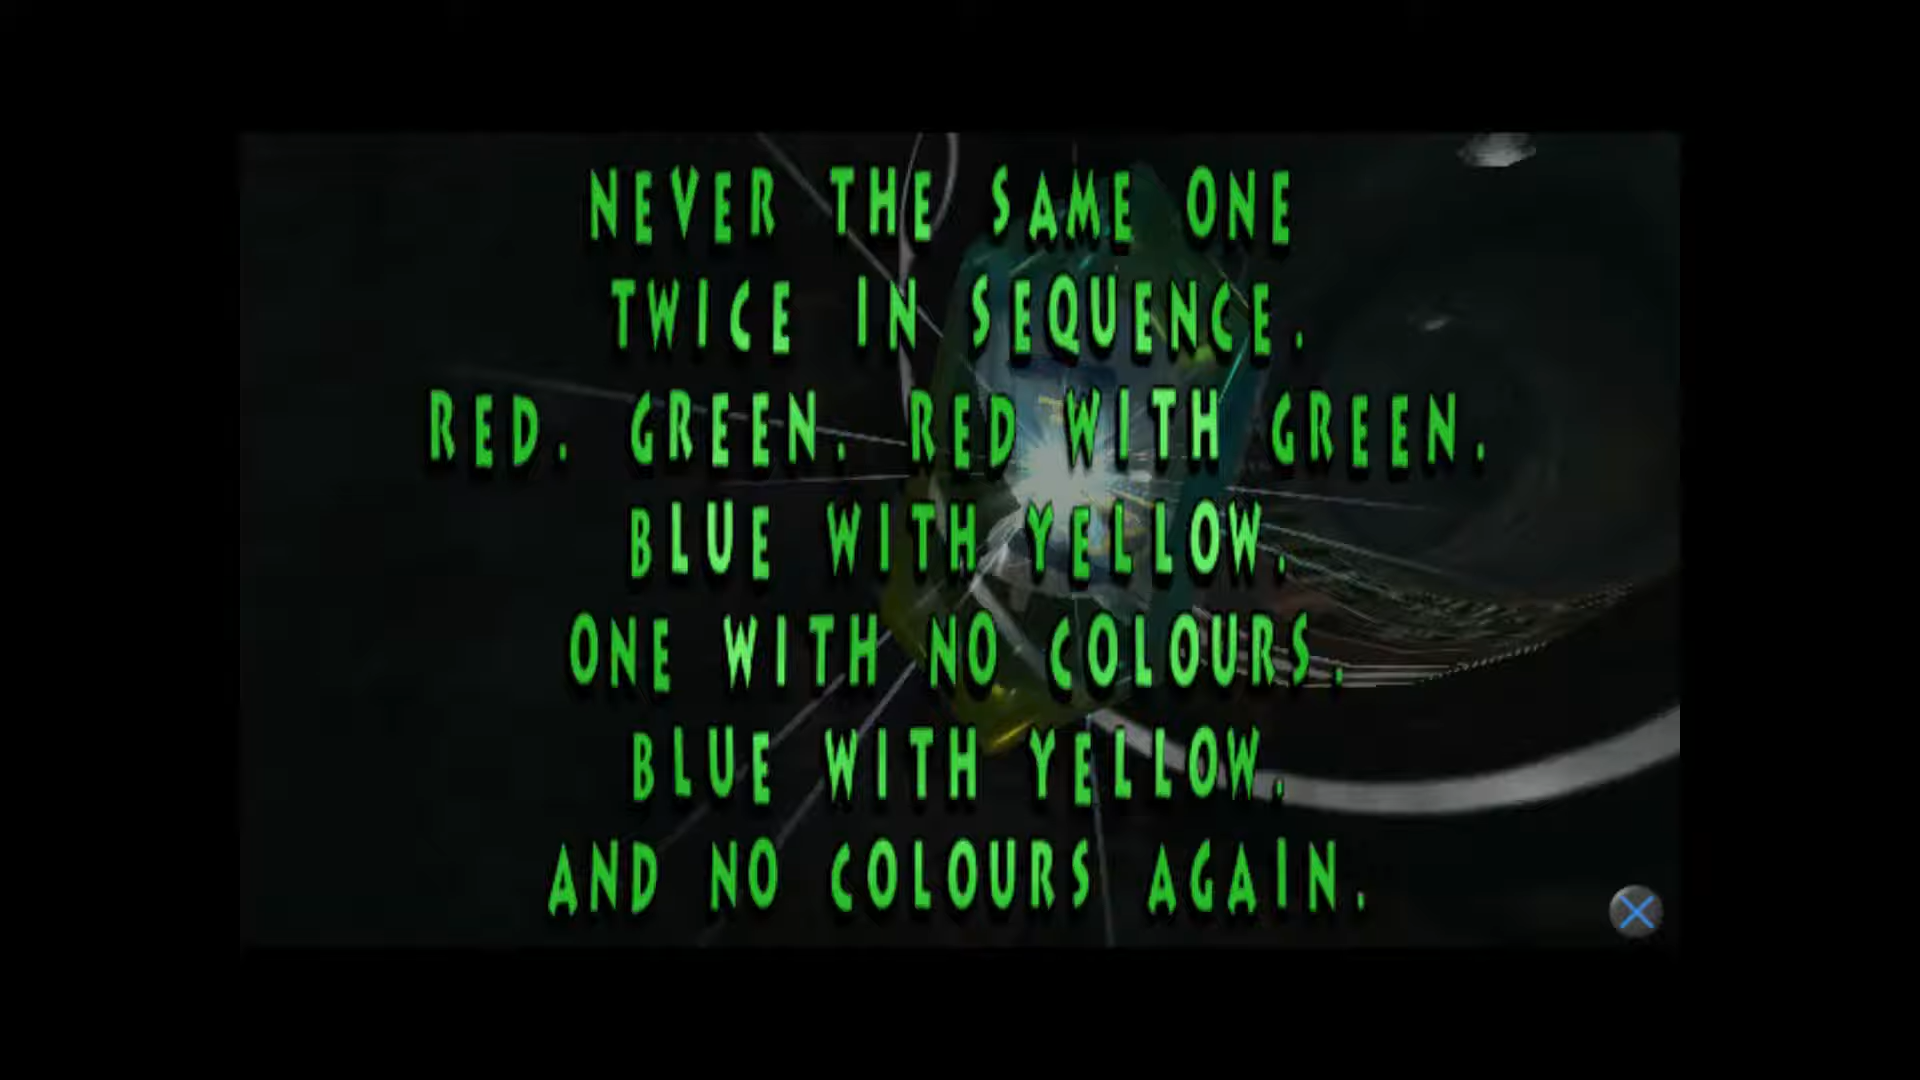 NEVER THE SAME ONE
TWICE IN SEQUENCE.
RED. GREEN. RED WITH GREEN.
BLUE WITH YELLOW.
ONE WITH NO COLOURS.
BLUE WITH YELLOW.
AND NO COLOURS AGAIN.